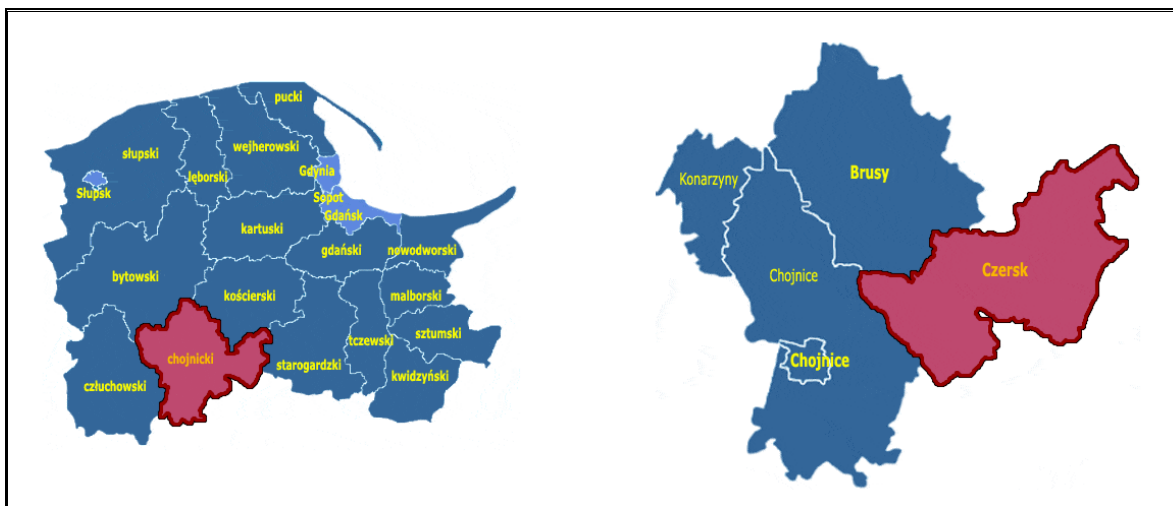 pucki
słupski
wejherowski
Gdynia
lęborski
Słupsk
Sopot
Gdańsk
kartuski
gdański
nowodworski
bytowski
kościerski
malborski
sztumski
tczewski
chojnicki
starogardzki
kwidzyński
człuchowski
Konarzyny
Brusy
Chojnice
Czersk
Chojnice